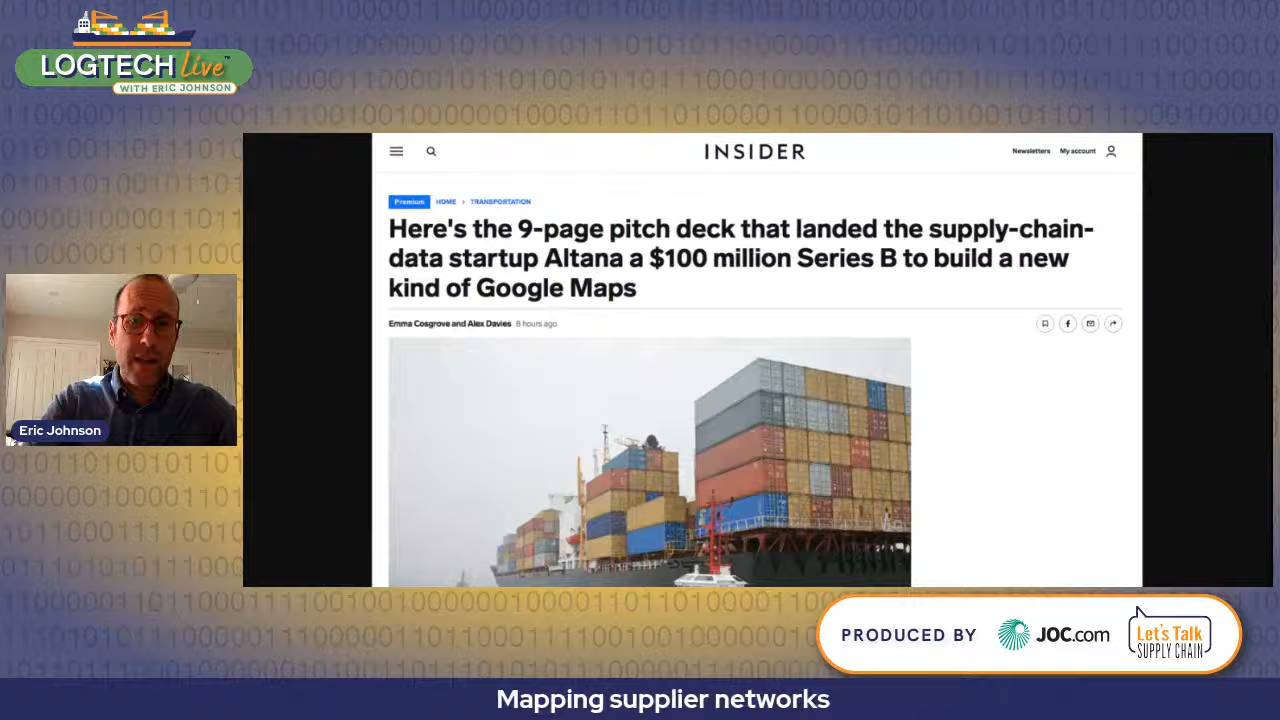 LOGTECH Live™
WITH ERIC JOHNSON
INSIDER
Newsletters
My account
Premium
HOME > TRANSPORTATION
Here's the 9-page pitch deck that landed the supply-chain-
data startup Altana a $100 million Series B to build a new
kind of Google Maps
Emma Cosgrove and Alex Davies 8 hours ago
Eric Johnson
PRODUCED BY
JOC.com
Let's Talk
SUPPLY CHAIN
Mapping supplier networks